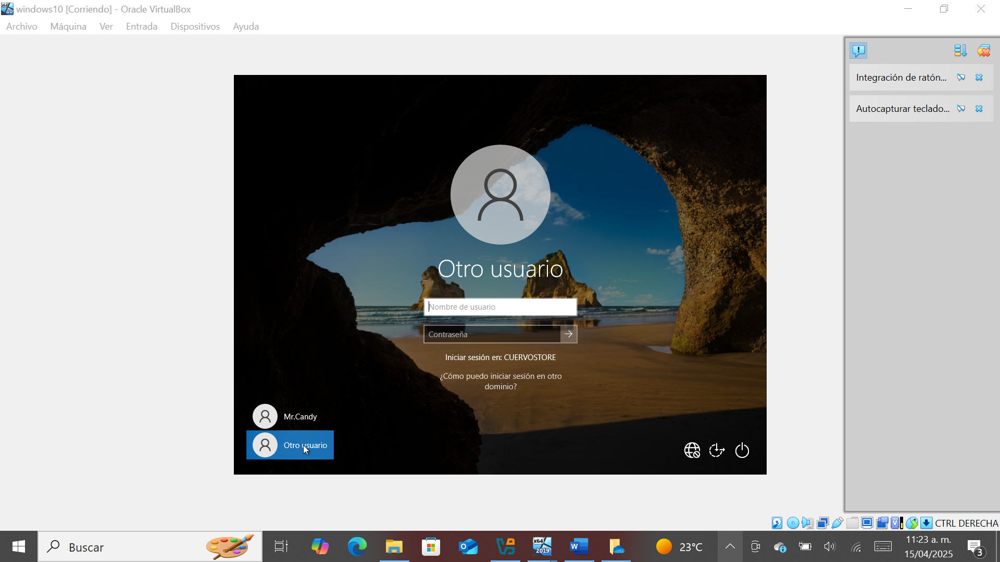 windows10 [Corriendo] - Oracle VirtualBox
Archivo Máquina Ver Entrada Dispositivos Ayuda
Integración de ratón...
Autocapturar teclado...
Otro usuario
Nombre de usuario
Contraseña
Iniciar sesión en: CUERVOSTORE
¿Cómo puedo iniciar sesión en otro
dominio?
Mr.Candy
Otro usuario
CTRL DERECHA
Buscar
x64
2019
23°C
11:23 a. m.
15/04/2025
3